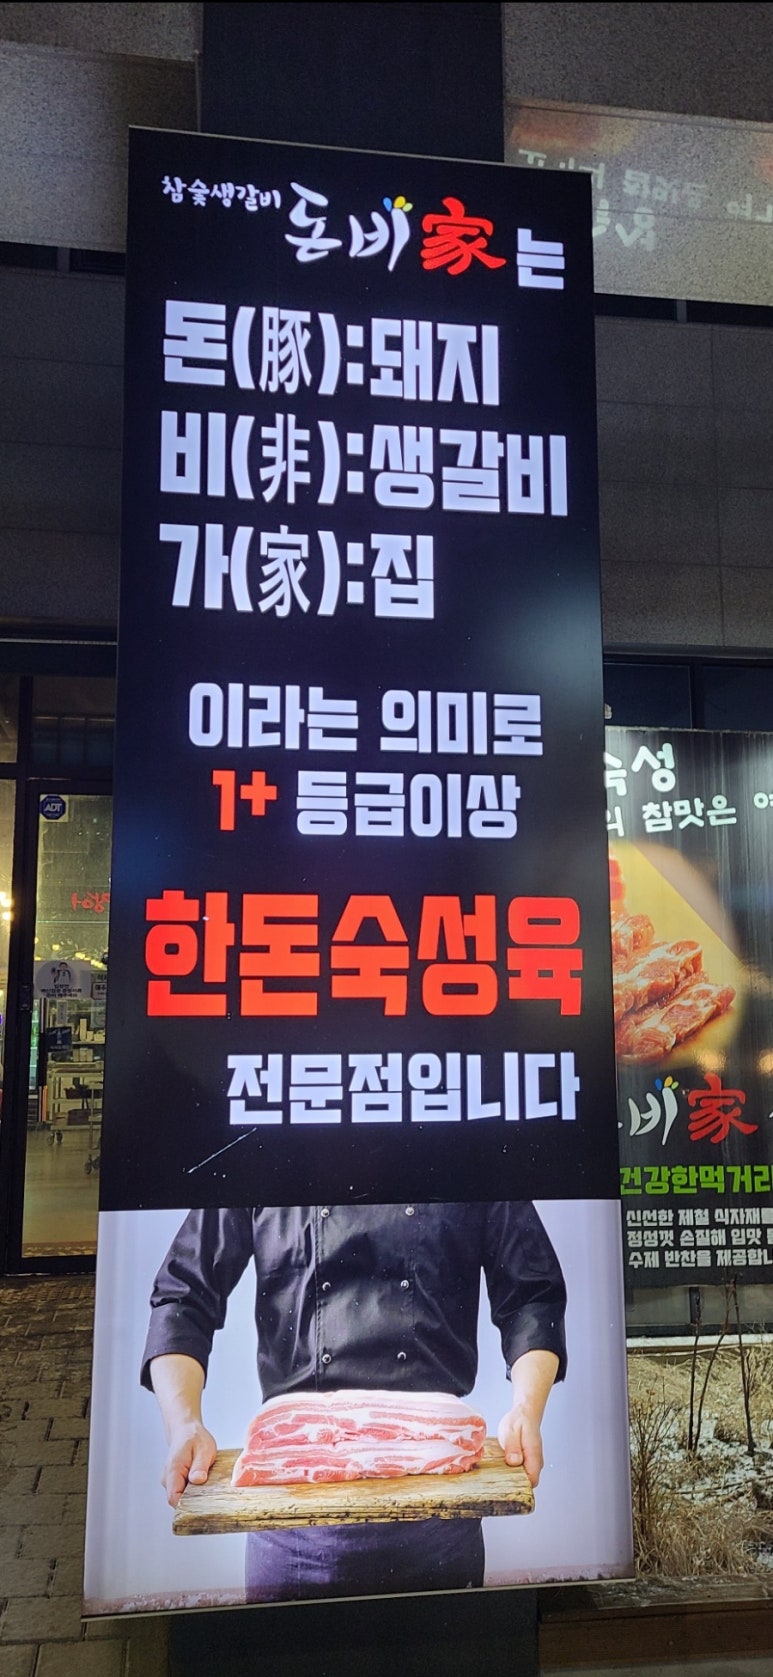 참숯생갈비 돈비家는
돈(豚):돼지
비(非):생갈비
가(家):집
이라는 의미로
1+ 등급이상
한돈숙성육
전문점입니다
ADT
숙성
참맛은
비家
건강한먹거리
신선한 제철 식자재를
정성껏 손질해 입맛
수제 반찬을 제공합니